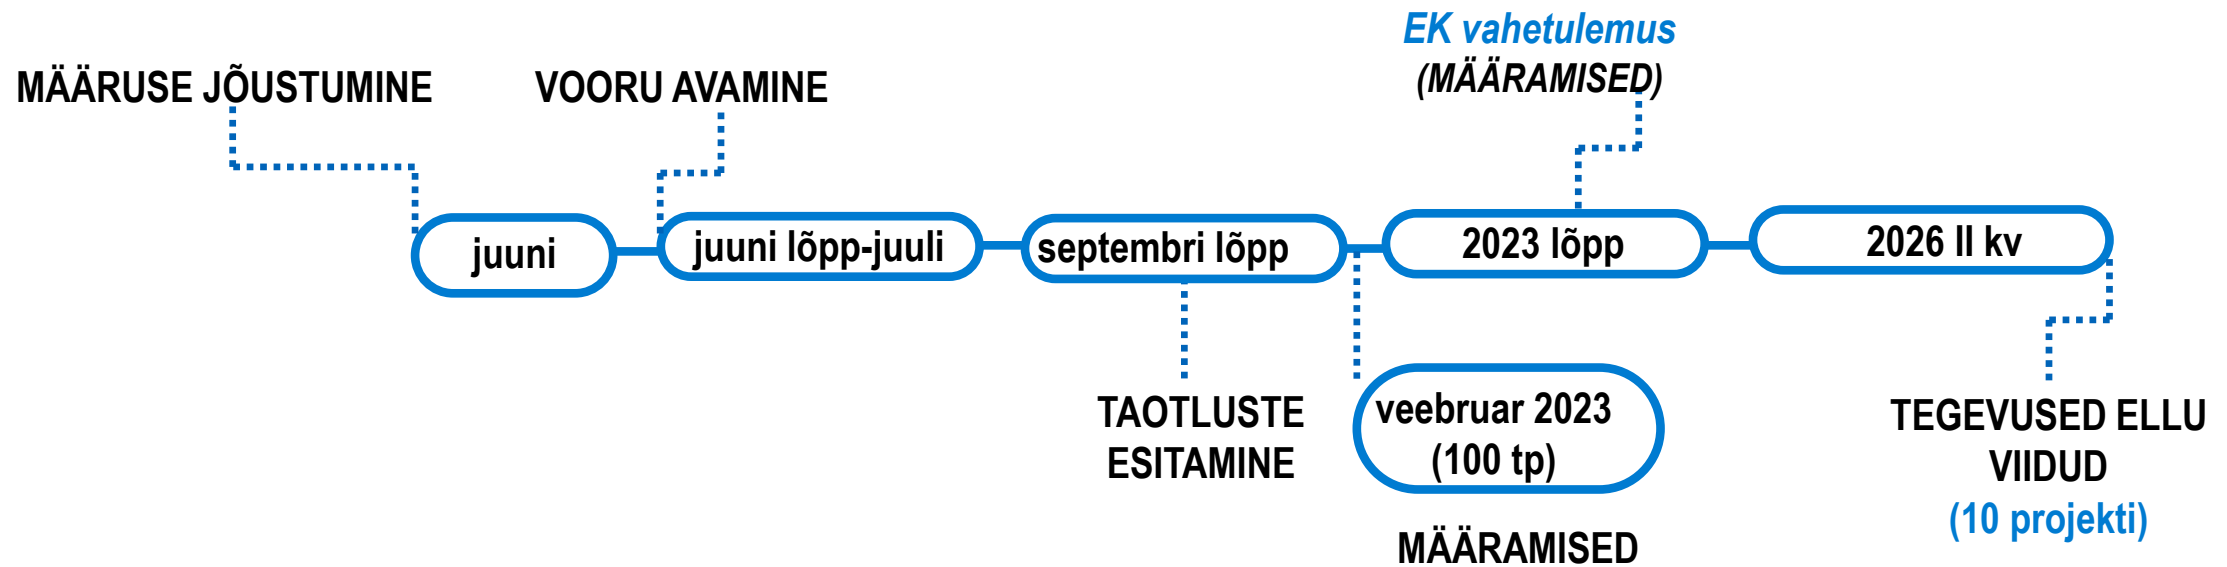 EK vahetulemus
(MÄÄRAMISED)
MÄÄRUSE JÕUSTUMINE
VOORU AVAMINE
juuni
juuni lõpp-juuli
septembri lõpp
2023 lõpp
2026 II kv
TAOTLUSTE
ESITAMINE
veebruar 2023
(100 tp)
MÄÄRAMISED
TEGEVUSED ELLU
VIIDUD
(10 projekti)